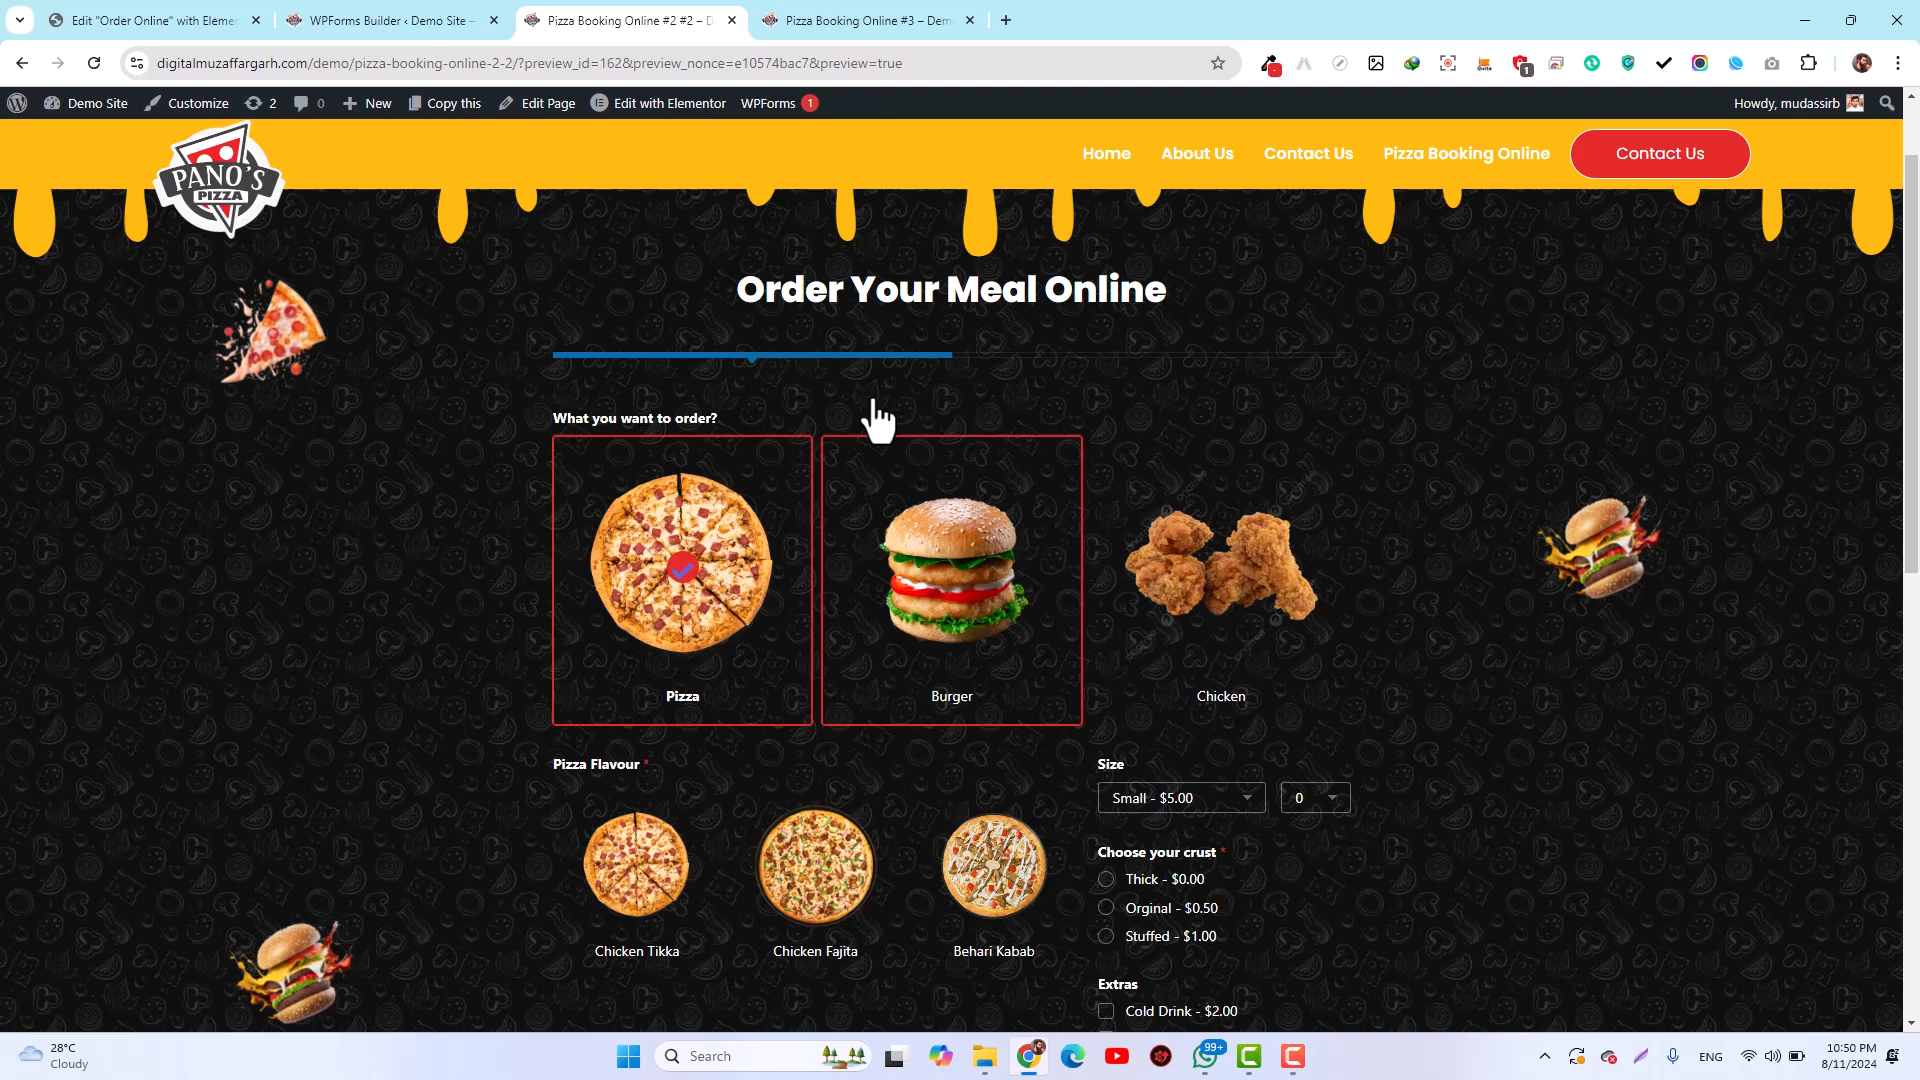 Edit "Order Online" with Elemen
WPForms Builder ‹ Demo Site –
Pizza Booking Online #2 #2 – D
Pizza Booking Online #3 – Dem
digitalmuzaffargarh.com/demo/pizza-booking-online-2-2/?preview_id=162&preview_nonce=e10574bac7&preview=true
1
Demo Site
Customize
2
0
New
Copy this
Edit Page
Edit with Elementor
WPForms 1
Howdy, mudassirb
PANO'S
PIZZA
Home
About Us
Contact Us
Pizza Booking Online
Contact Us
Order Your Meal Online
What you want to order?
Pizza
Burger
Chicken
Pizza Flavour *
Size
Small - $5.00
0
Choose your crust *
Thick - $0.00
Orginal - $0.50
Stuffed - $1.00
Chicken Tikka
Chicken Fajita
Behari Kabab
Extras
Cold Drink - $2.00
28°C
Cloudy
Search
99+
ENG
10:50 PM
8/11/2024